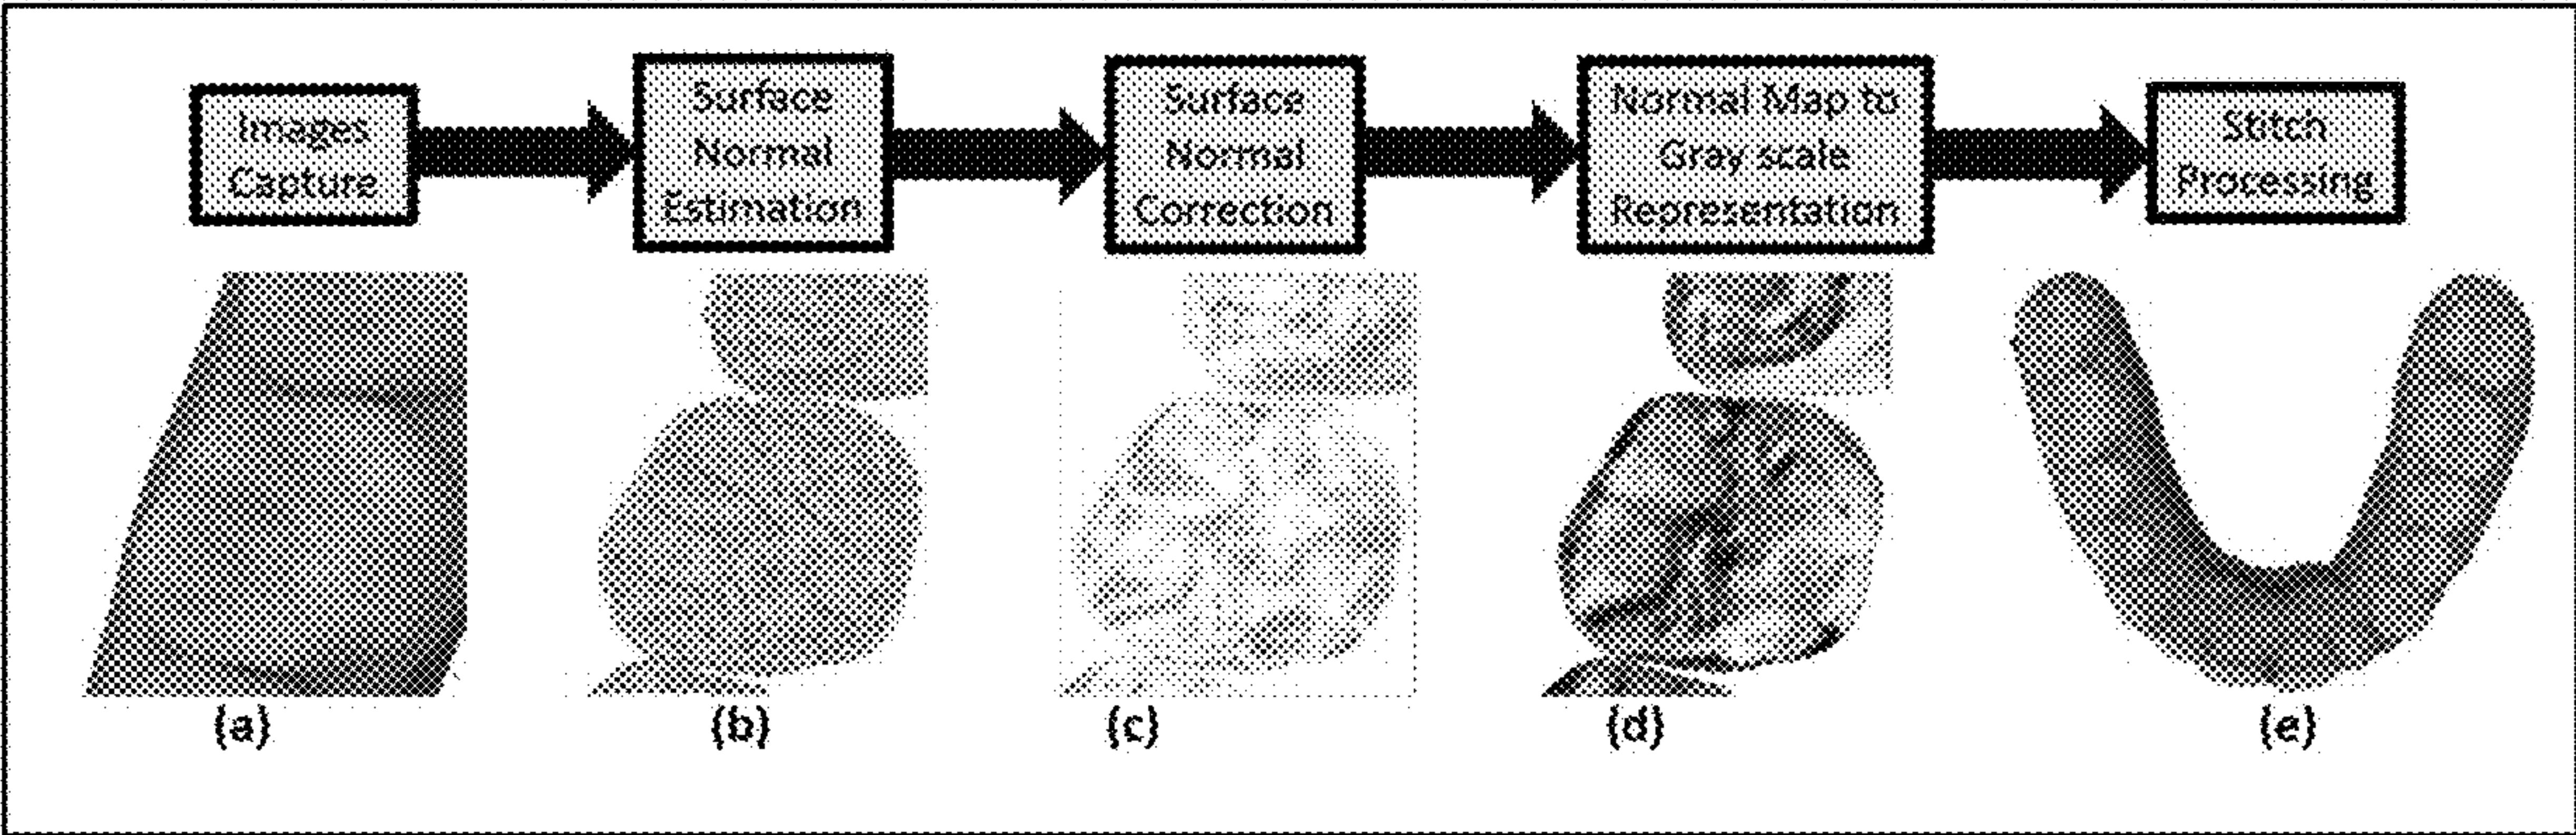 Images
Capture
Surface
Normal
Estimation
Surface
Normal
Correction
Normal Map to
Gray scale
Representation
Stitch
Processing
(a)
(b)
(c)
(d)
(e)